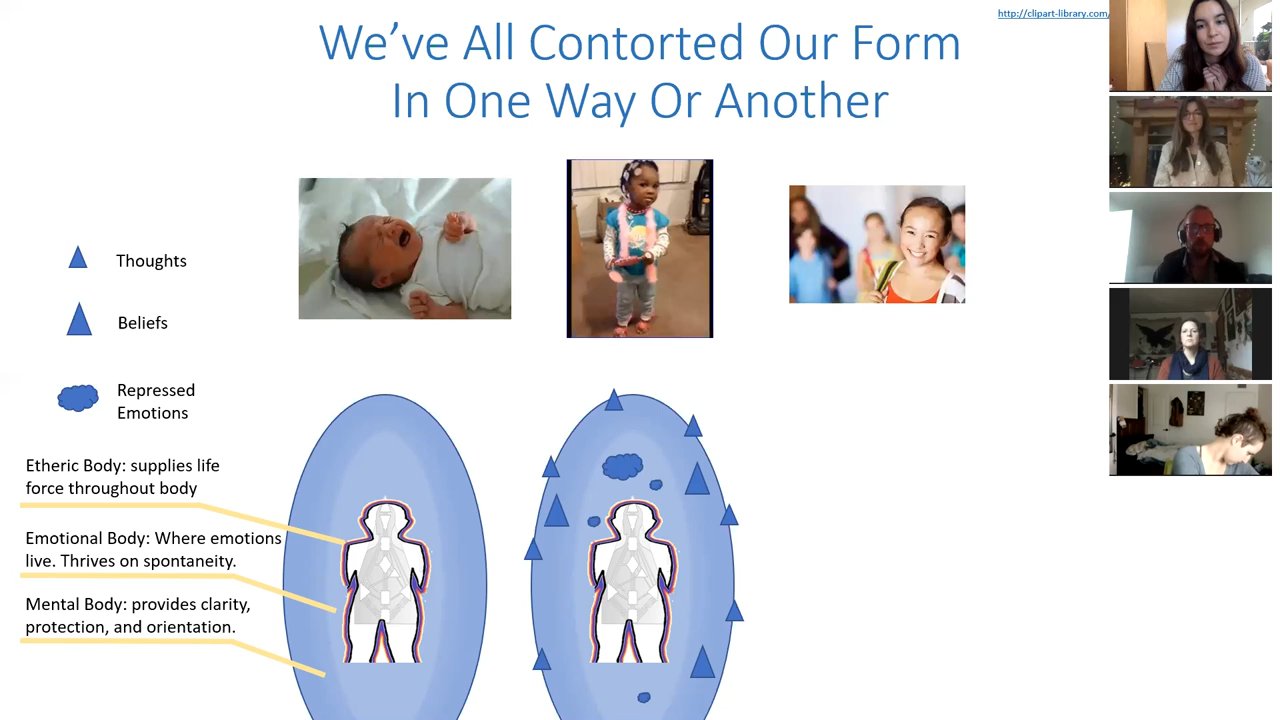 http://clipart-library.com/
We've All Contorted Our Form
In One Way Or Another
Thoughts
Beliefs
Repressed
Emotions
Etheric Body: supplies life
force throughout body
Emotional Body: Where emotions
live. Thrives on spontaneity.
Mental Body: provides clarity,
protection, and orientation.